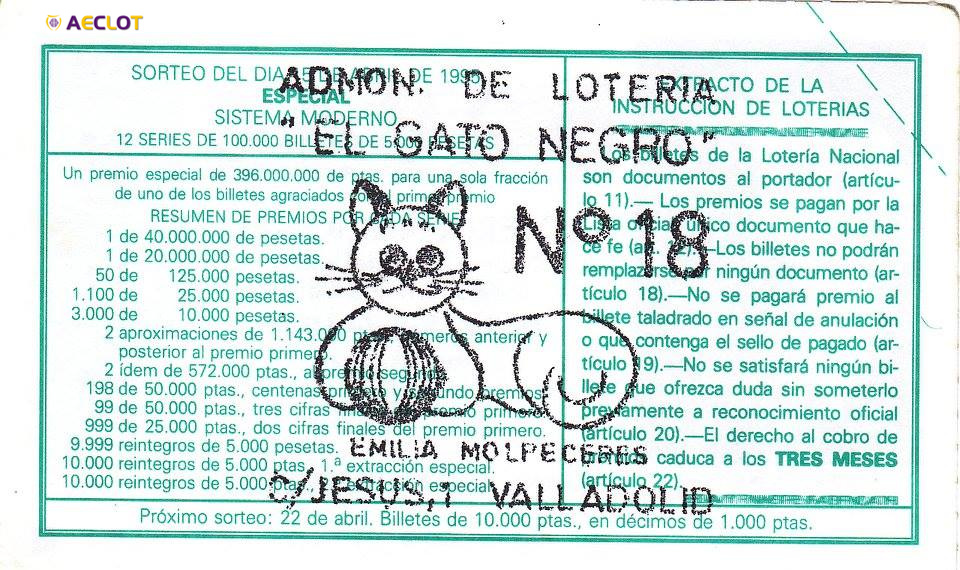 AECLOT
ADMON. DE LOTERIA
"EL GATO NEGRO"
Nº 18
EMILIA MOLPECERES
C/JESUS,1 VALLADOLID
SORTEO DEL DIA DE ABRIL DE 199
ESPECIAL
SISTEMA MODERNO
12 SERIES DE 100.000 BILLETES DE 5.000 PESETAS
Un premio especial de 396.000.000 de ptas. para una sola fracción
de uno de los billetes agraciados con primer premio
RESUMEN DE PREMIOS POR CADA SERIE
1 de 40.000.000 de pesetas.
1 de 20.000.000 de pesetas.
50 de 125.000 pesetas.
1.100 de 25.000 pesetas.
3.000 de 10.000 pesetas.
2 aproximaciones de 1.143.000 ptas. números anterior y
posterior al premio primero.
2 ídem de 572.000 ptas., al premio segundo.
198 de 50.000 ptas., centenas primero y segundo premios.
99 de 50.000 ptas., tres cifras finales premio primero.
999 de 25.000 ptas., dos cifras finales del premio primero.
9.999 reintegros de 5.000 pesetas.
10.000 reintegros de 5.000 ptas. 1.ª extracción especial.
10.000 reintegros de 5.000 ptas. extracción especial.
EXTRACTO DE LA
INSTRUCCIÓN DE LOTERIAS
Los billetes de la Lotería Nacional
son documentos al portador (artícu-
lo 11).— Los premios se pagan por la
Lista oficial, único documento que ha-
ce fe (art. ).—Los billetes no podrán
remplazarse por ningún documento (ar-
tículo 18).—No se pagará premio al
billete taladrado en señal de anulación
o que contenga el sello de pagado (ar-
tículo 19).—No se satisfará ningún bi-
llete que ofrezca duda sin someterlo
previamente a reconocimiento oficial
(artículo 20).—El derecho al cobro de
premios caduca a los TRES MESES
(artículo 22).
Próximo sorteo: 22 de abril. Billetes de 10.000 ptas., en décimos de 1.000 ptas.